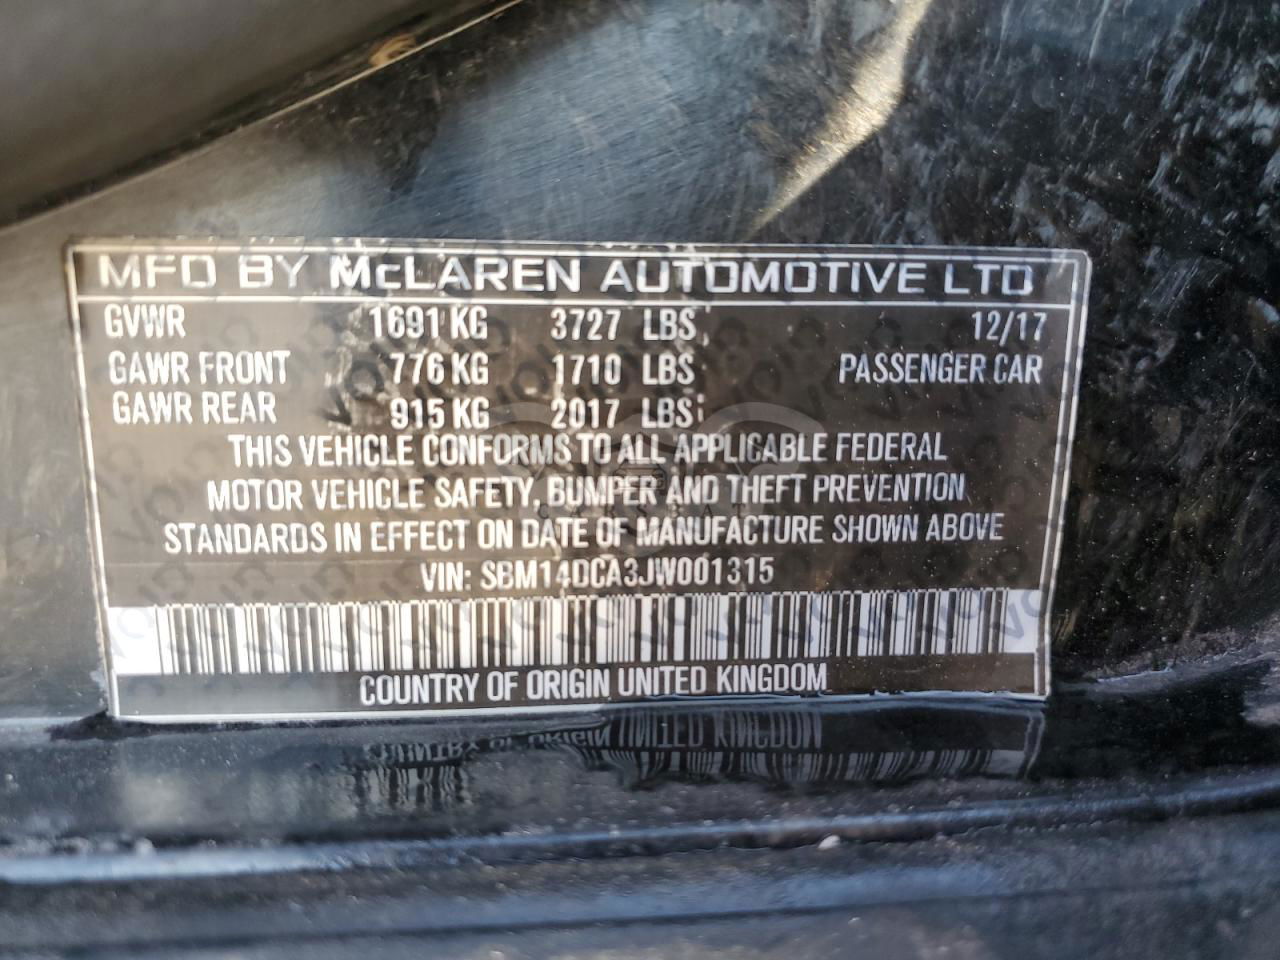 MFD BY McLAREN AUTOMOTIVE LTD
GVWR 1691 KG 3727 LBS 12/17
GAWR FRONT 776 KG 1710 LBS PASSENGER CAR
GAWR REAR 915 KG 2017 LBS
THIS VEHICLE CONFORMS TO ALL APPLICABLE FEDERAL
MOTOR VEHICLE SAFETY, BUMPER AND THEFT PREVENTION
STANDARDS IN EFFECT ON DATE OF MANUFACTURE SHOWN ABOVE
VIN: SBM14DCA3JW001315
COUNTRY OF ORIGIN UNITED KINGDOM